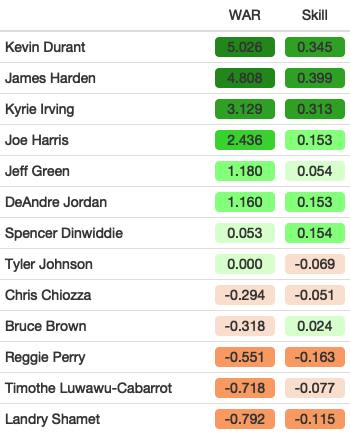 WAR Skill
Kevin Durant 5.026 0.345
James Harden 4.808 0.399
Kyrie Irving 3.129 0.313
Joe Harris 2.436 0.153
Jeff Green 1.180 0.054
DeAndre Jordan 1.160 0.153
Spencer Dinwiddie 0.053 0.154
Tyler Johnson 0.000 -0.069
Chris Chiozza -0.294 -0.051
Bruce Brown -0.318 0.024
Reggie Perry -0.551 -0.163
Timothe Luwawu-Cabarrot -0.718 -0.077
Landry Shamet -0.792 -0.115